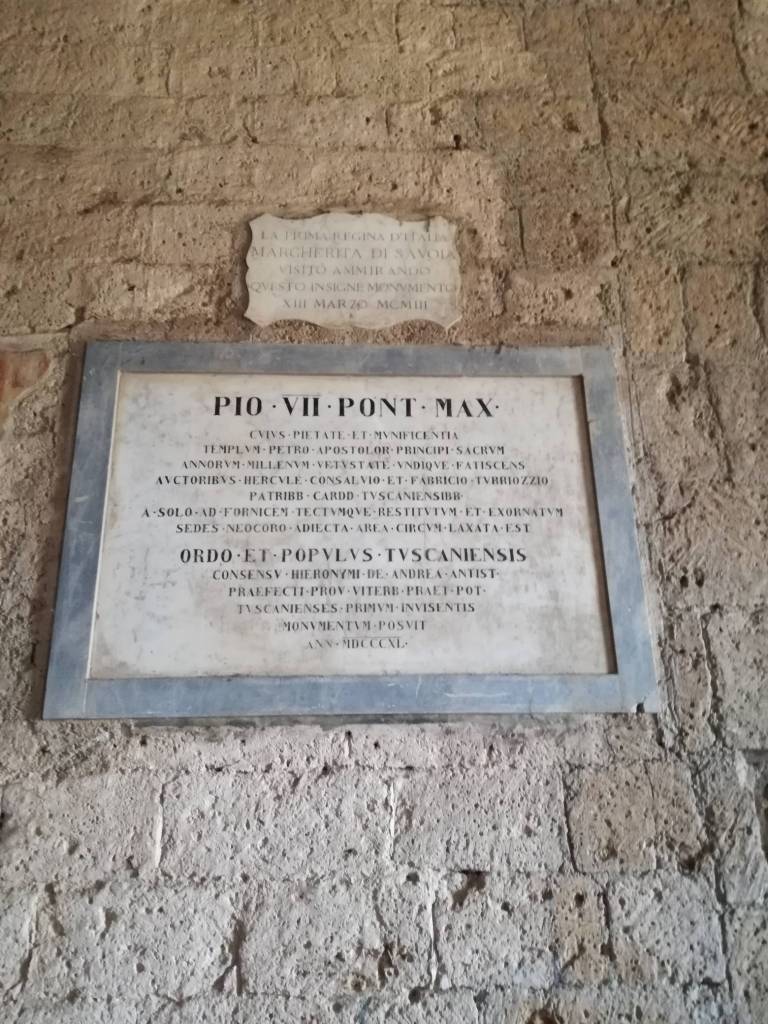 LA PRIMA REGINA D'ITALIA
MARGHERITA DI SAVOIA
VISITÒ AMMIRANDO
QVESTO INSIGNE MONVMENTO
XIII MARZO MCMIII
PIO · VII · PONT · MAX ·
CVIVS · PIETATE · ET · MVNIFICENTIA
TEMPLVM · PETRO · APOSTOLOR · PRINCIPI · SACRVM
ANNORVM · MILLENVM · VETVSTATE · VNDIQVE · FATISCENS
AVCTORIBVS · HERCVLE · CONSALVIO · ET · FABRICIO · TVRRIOZZIO
PATRIBB · CARDD · TVSCANIENSIBB ·
A · SOLO · AD · FORNICEM · TECTVMQVE · RESTITVTVM · ET · EXORNATVM
SEDES · NEOCORO · ADIECTA · AREA · CIRCVM · LAXATA · EST
ORDO · ET · POPVLVS · TVSCANIENSIS
CONSENSV · HIERONYMI · DE · ANDREA · ANTIST ·
PRAEFECTI · PROV · VITERB · PRAET · POT ·
TVSCANIENSES · PRIMVM · INVISENTIS
MONVMENTVM · POSVIT
ANN · MDCCCXL ·